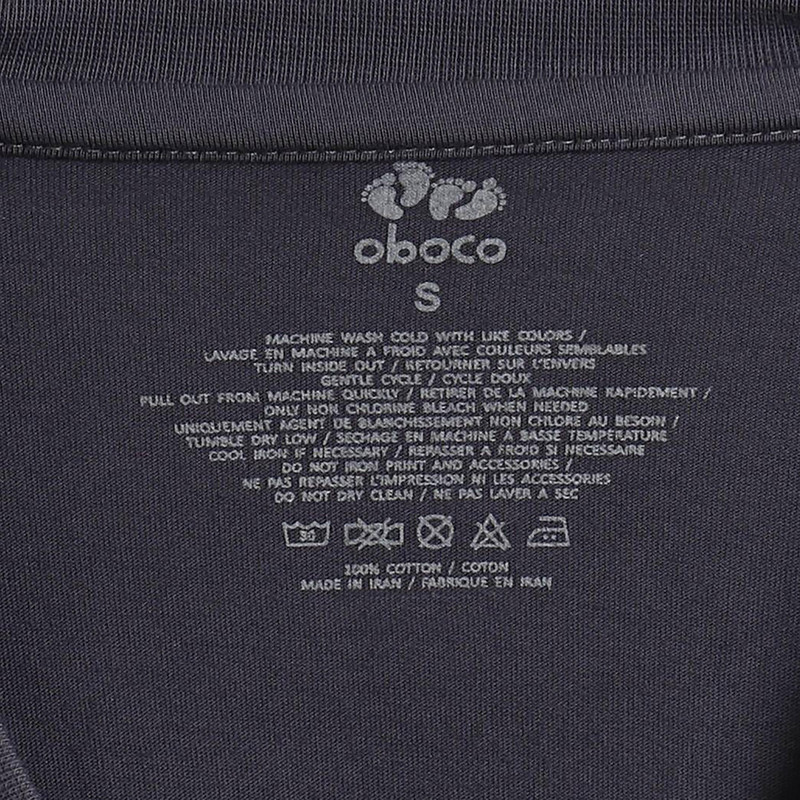 oboco
S
MACHINE WASH COLD WITH LIKE COLORS /
LAVAGE EN MACHINE A FROID AVEC COULEURS SEMBLABLES
TURN INSIDE OUT / RETOURNER SUR L'ENVERS
GENTLE CYCLE / CYCLE DOUX
PULL OUT FROM MACHINE QUICKLY / RETIRER DE LA MACHINE RAPIDEMENT /
ONLY NON CHLORINE BLEACH WHEN NEEDED
UNIQUEMENT AGENT DE BLANCHISSEMENT NON CHLORE AU BESOIN /
TUMBLE DRY LOW / SECHAGE EN MACHINE A BASSE TEMPERATURE
COOL IRON IF NECESSARY / REPASSER A FROID SI NECESSAIRE
DO NOT IRON PRINT AND ACCESSORIES /
NE PAS REPASSER L'IMPRESSION NI LES ACCESSORIES
DO NOT DRY CLEAN / NE PAS LAVER A SEC
30
100% COTTON / COTON
MADE IN IRAN / FABRIQUE EN IRAN